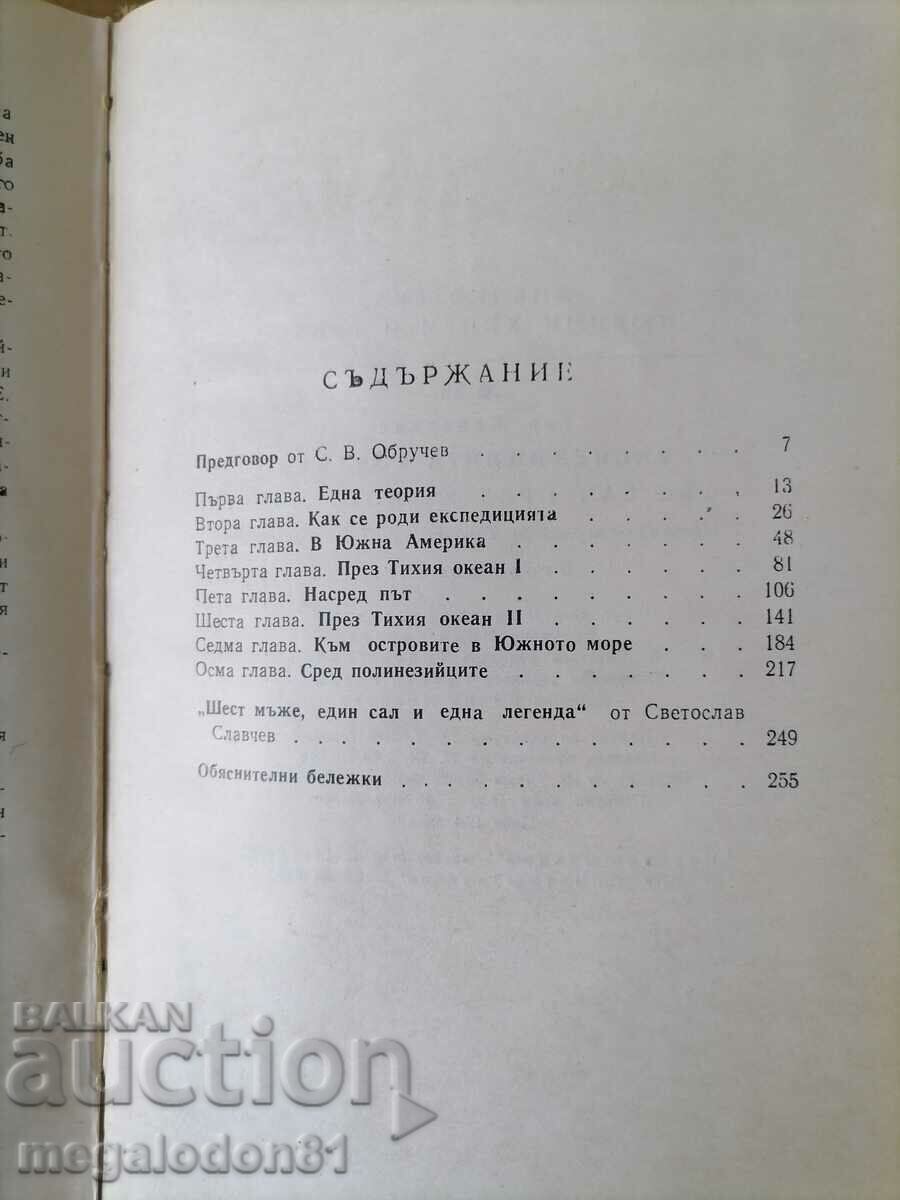 СЪДЪРЖАНИЕ
Предговор от С. В. Обручев . . . . . . . . 7
Първа глава. Една теория . . . . . . . . 13
Втора глава. Как се роди експедицията . . . . . 26
Трета глава. В Южна Америка . . . . . . . 48
Четвърта глава. През Тихия океан I . . . . . . 81
Пета глава. Насред път . . . . . . . . . 106
Шеста глава. През Тихия океан II . . . . . . 141
Седма глава. Към островите в Южното море . . . 184
Осма глава. Сред полинезийците . . . . . . . 217
„Шест мъже, един сал и една легенда“ от Светослав
Славчев . . . . . . . . . . . . . . 249
Обяснителни бележки . . . . . . . . . . 255
BALKAN
auction
megalodon81